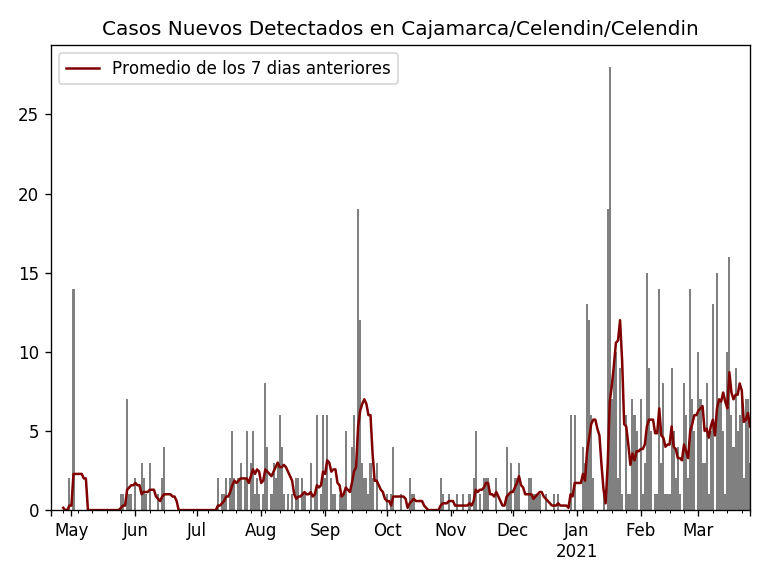 Casos Nuevos Detectados en Cajamarca/Celendin/Celendin
Promedio de los 7 dias anteriores
25
20
15
10
5
0
May Jun Jul Aug Sep Oct Nov Dec Jan Feb Mar
2021